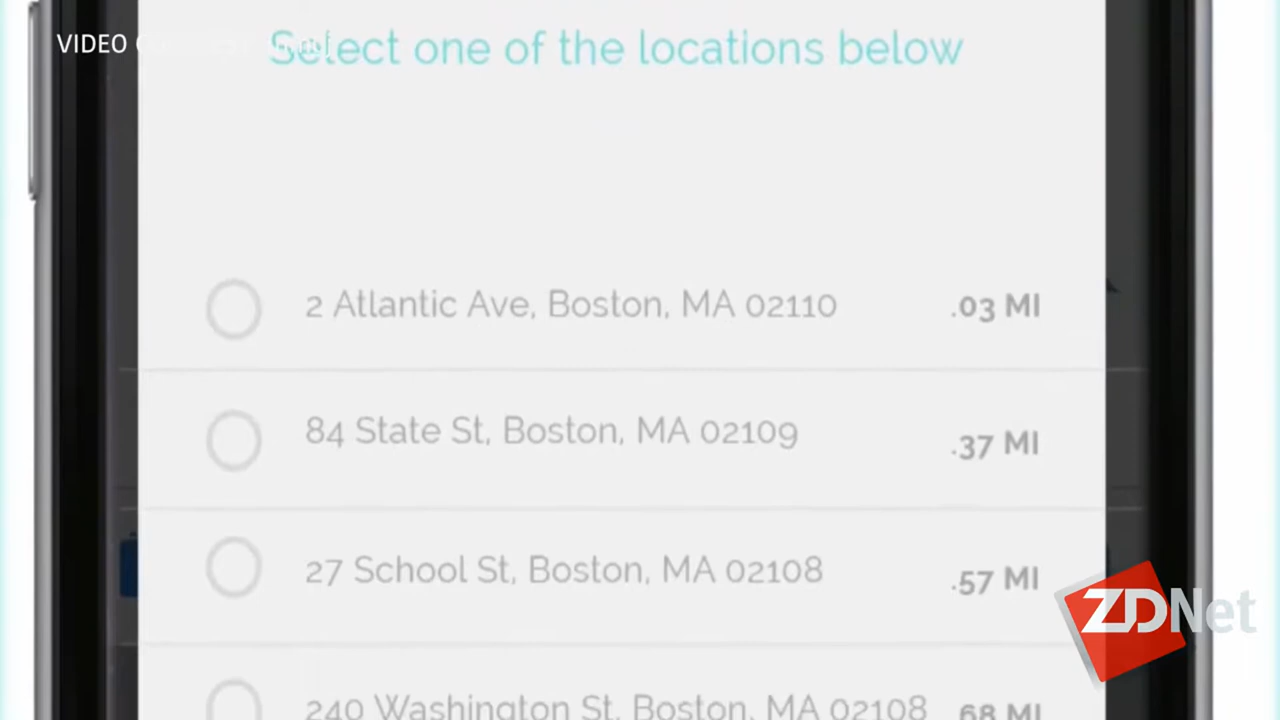 VIDEO
Select one of the locations below
2 Atlantic Ave, Boston, MA 02110 .03 MI
84 State St, Boston, MA 02109 .37 MI
27 School St, Boston, MA 02108 .57 MI
240 Washington St, Boston, MA 02108 .68 MI
ZDNet